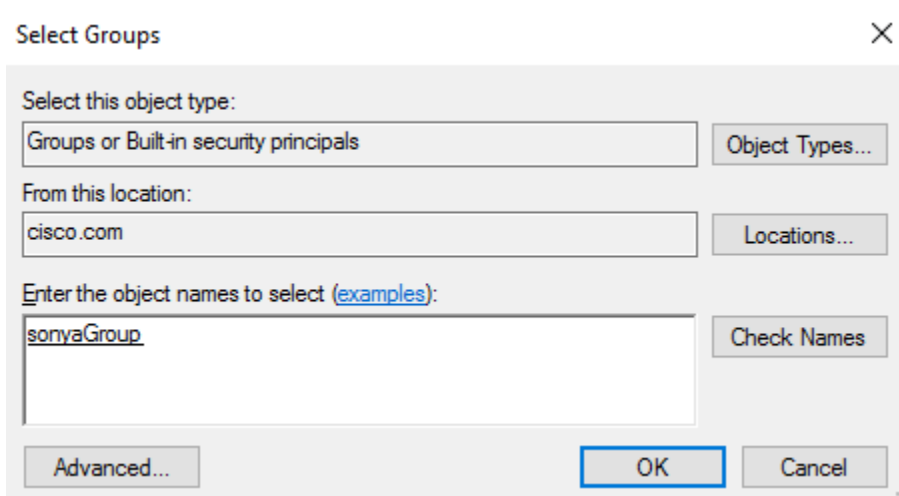 Select Groups
Select this object type:
Groups or Built-in security principals
Object Types...
From this location:
cisco.com
Locations...
Enter the object names to select (examples):
sonyaGroup
Check Names
Advanced...
OK
Cancel